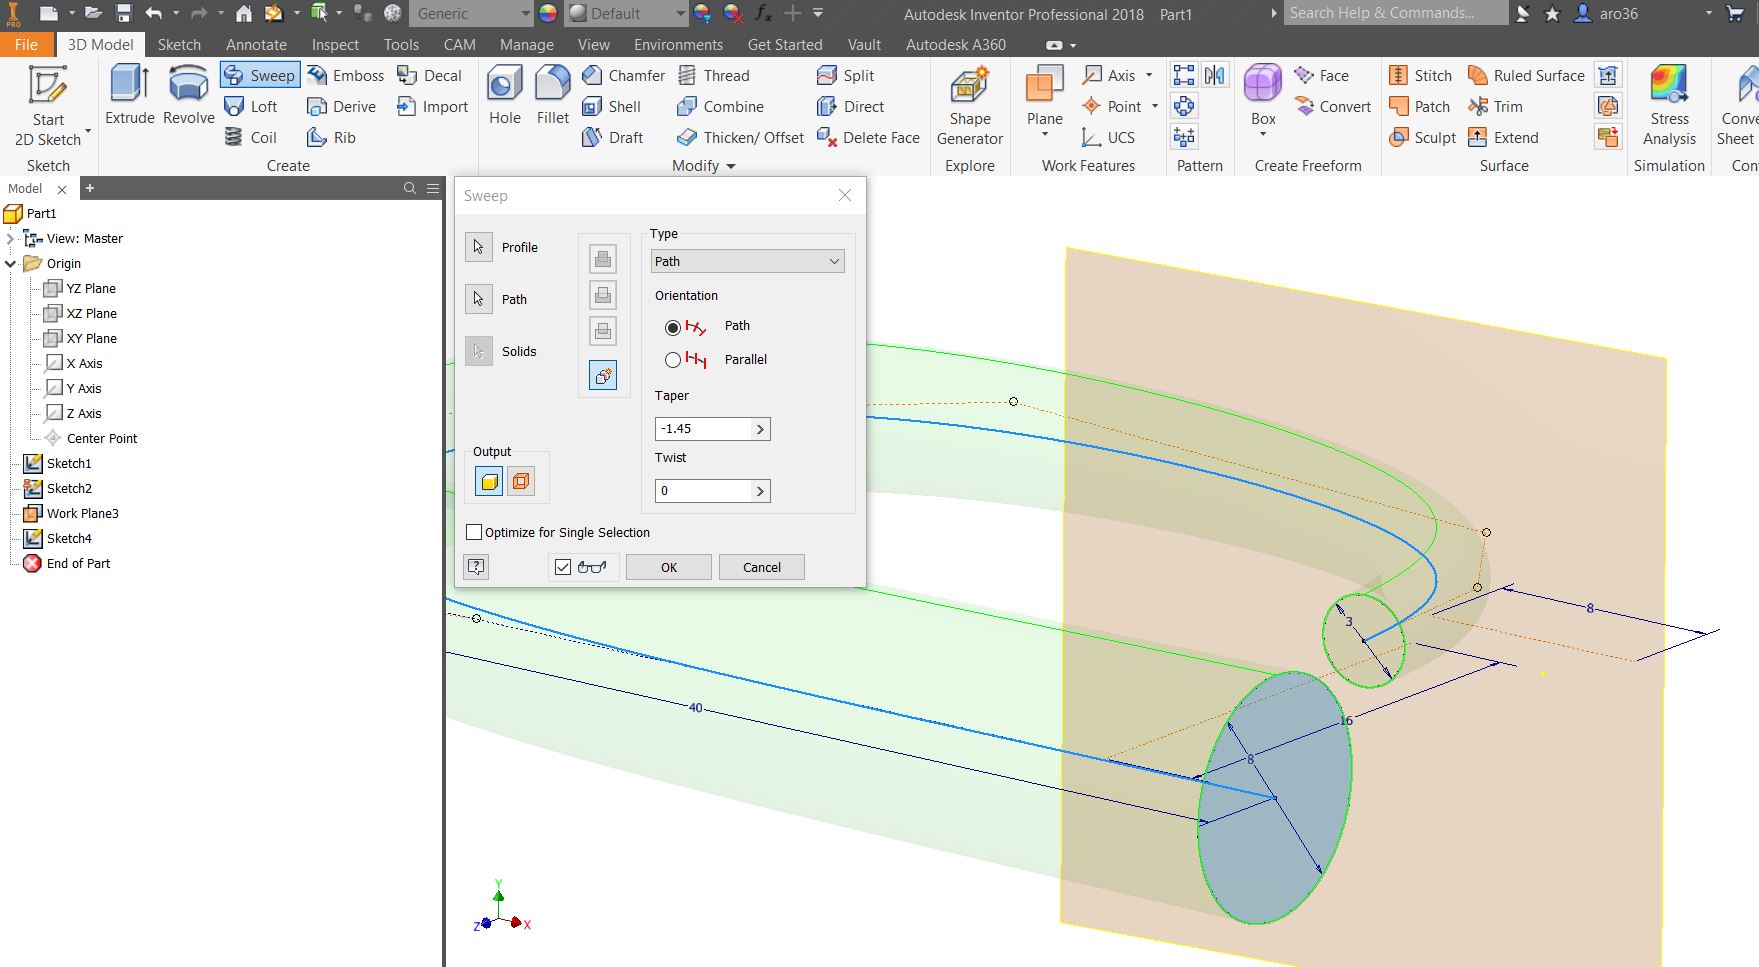 PRO
Generic
Default
fx
Autodesk Inventor Professional 2018 Part1
Search Help & Commands...
aro36
File 3D Model Sketch Annotate Inspect Tools CAM Manage View Environments Get Started Vault Autodesk A360
Start
2D Sketch
Sketch
Extrude
Revolve
Sweep
Loft
Coil
Emboss
Derive
Rib
Decal
Import
Create
Hole
Fillet
Chamfer
Shell
Draft
Thread
Combine
Thicken/ Offset
Split
Direct
Delete Face
Modify
Shape
Generator
Explore
Plane
Axis
Point
UCS
Work Features
Pattern
Box
Face
Convert
Create Freeform
Stitch
Patch
Sculpt
Ruled Surface
Trim
Extend
Surface
Stress
Analysis
Simulation
Conve
Sheet
Con
Model
Part1
View: Master
Origin
YZ Plane
XZ Plane
XY Plane
X Axis
Y Axis
Z Axis
Center Point
Sketch1
Sketch2
Work Plane3
Sketch4
End of Part
Sweep
Profile
Path
Solids
Output
Type
Path
Orientation
Path
Parallel
Taper
-1.45
Twist
0
Optimize for Single Selection
OK
Cancel
8
3
16
40
8
Y
Z
X